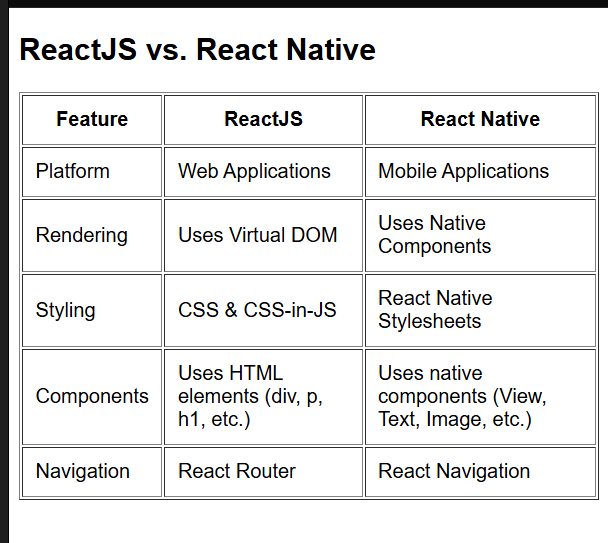 ReactJS vs. React Native
Feature ReactJS React Native
Platform Web Applications Mobile Applications
Rendering Uses Virtual DOM Uses Native
Components
Styling CSS & CSS-in-JS React Native
Stylesheets
Components Uses HTML
elements (div, p,
h1, etc.) Uses native
components (View,
Text, Image, etc.)
Navigation React Router React Navigation